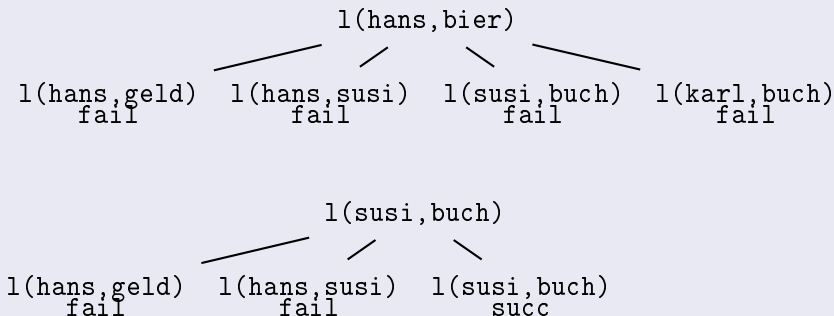 l(hans,bier)
l(hans,geld) l(hans,susi) l(susi,buch) l(karl,buch)
fail fail fail fail
l(susi,buch)
l(hans,geld) l(hans,susi) l(susi,buch)
fail fail succ